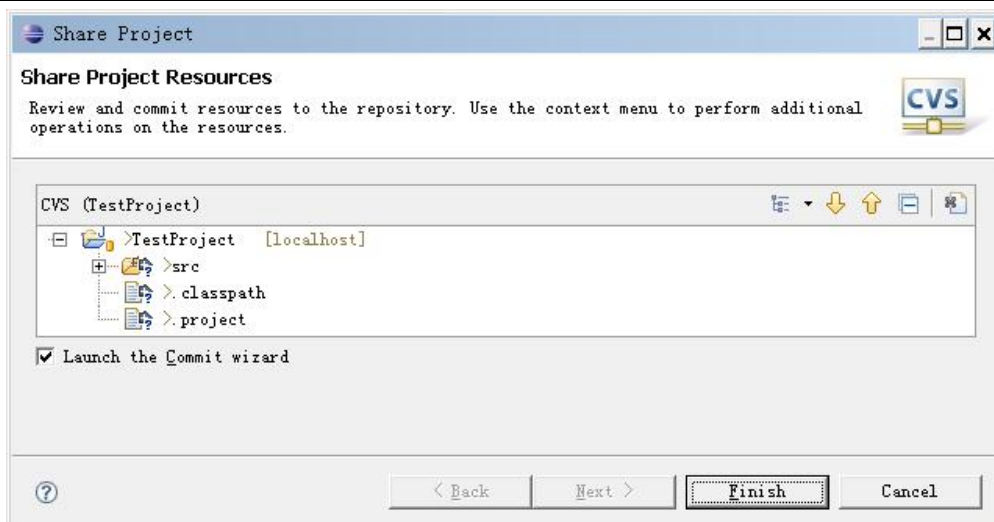 Share Project
Share Project Resources
Review and commit resources to the repository. Use the context menu to perform additional
operations on the resources.
CVS
CVS (TestProject)
>TestProject [localhost]
>src
>.classpath
>.project
Launch the Commit wizard
< Back Next > Finish Cancel